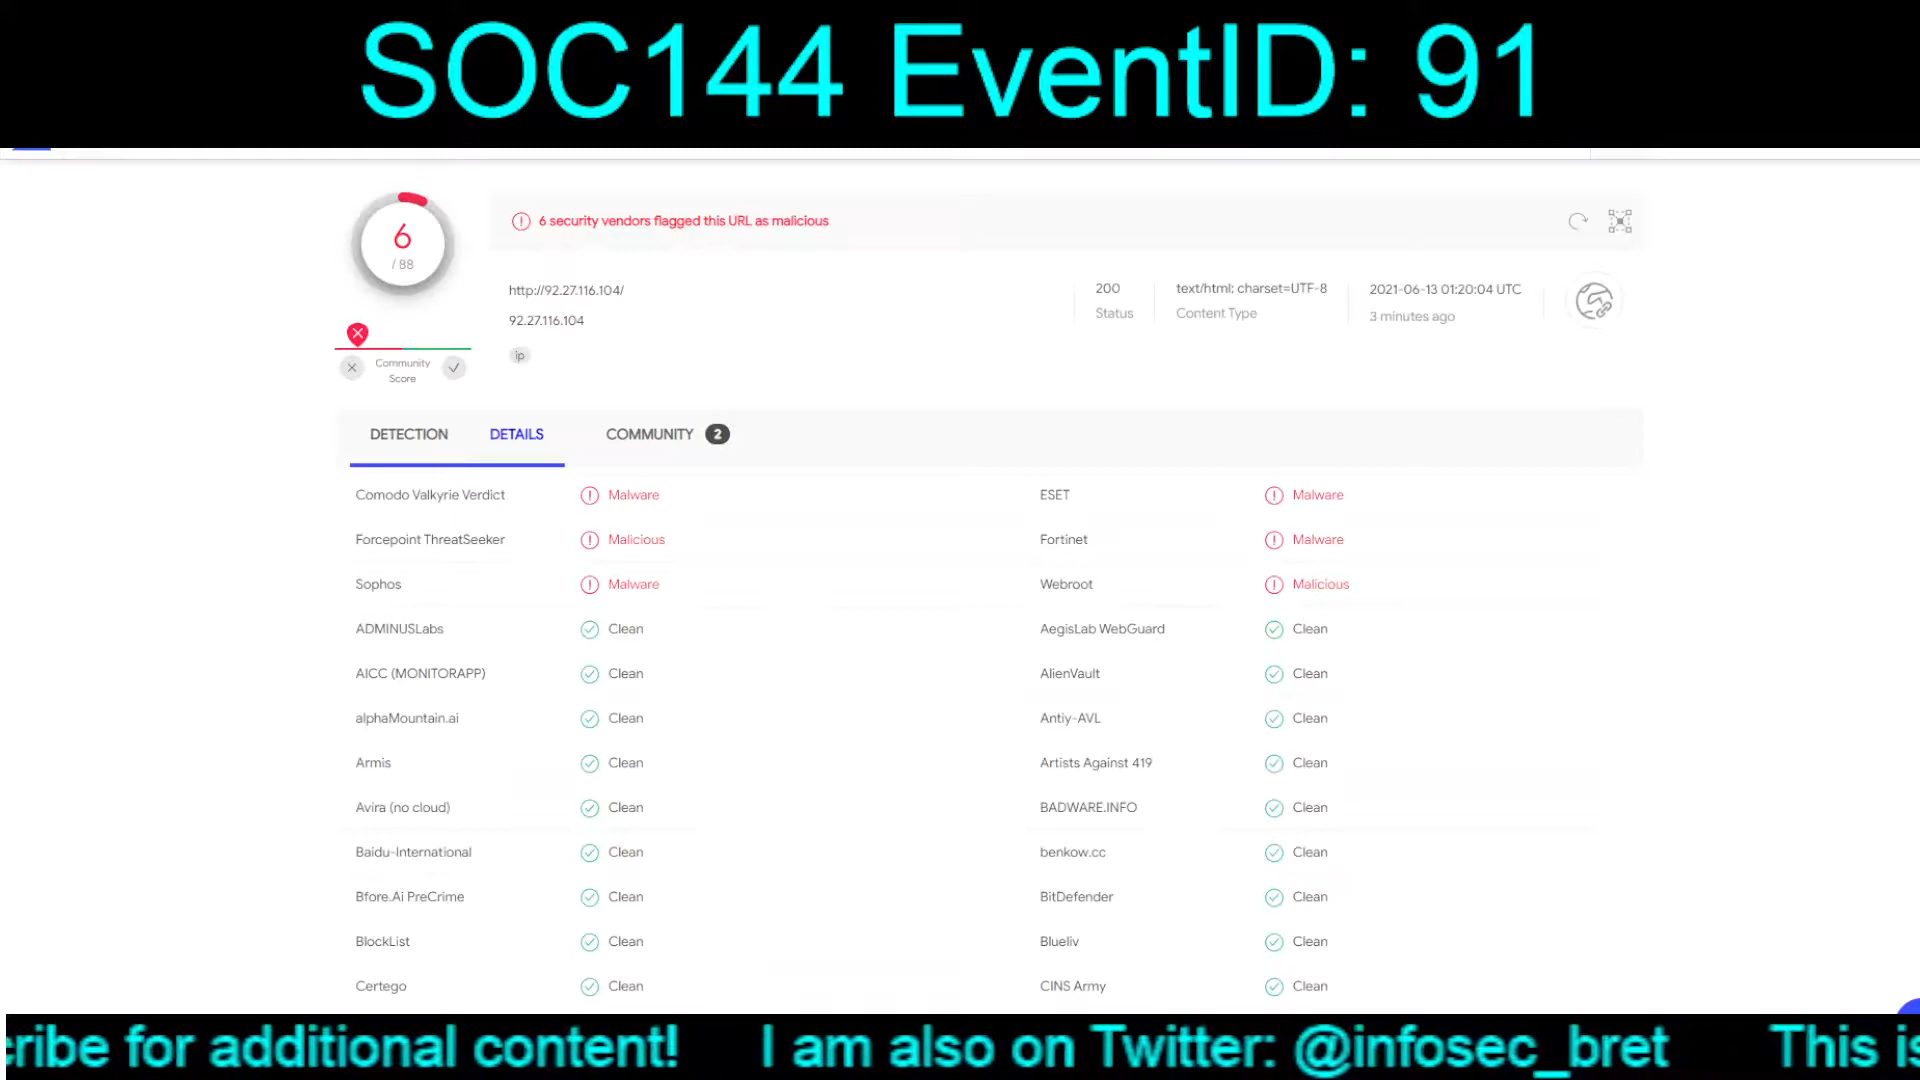 SOC144 EventID: 91
6
/ 88
6 security vendors flagged this URL as malicious
http://92.27.116.104/
92.27.116.104
ip
200
Status
text/html; charset=UTF-8
Content Type
2021-06-13 01:20:04 UTC
3 minutes ago
Community
Score
DETECTION DETAILS COMMUNITY 2
Comodo Valkyrie Verdict Malware ESET Malware
Forcepoint ThreatSeeker Malicious Fortinet Malware
Sophos Malware Webroot Malicious
ADMINUSLabs Clean AegisLab WebGuard Clean
AICC (MONITORAPP) Clean AlienVault Clean
alphaMountain.ai Clean Antiy-AVL Clean
Armis Clean Artists Against 419 Clean
Avira (no cloud) Clean BADWARE.INFO Clean
Baidu-International Clean benkow.cc Clean
Bfore.Ai PreCrime Clean BitDefender Clean
BlockList Clean Blueliv Clean
Certego Clean CINS Army Clean
cribe for additional content! I am also on Twitter: @infosec_bret This is